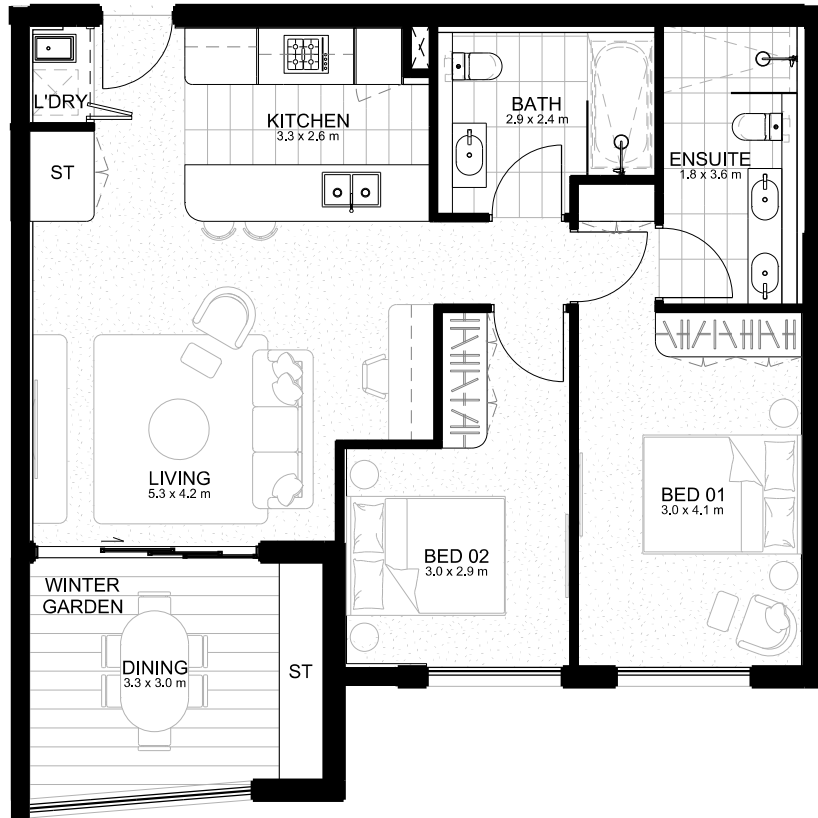 L'DRY
KITCHEN
3.3 x 2.6 m
BATH
2.9 x 2.4 m
ENSUITE
1.8 x 3.6 m
ST
LIVING
5.3 x 4.2 m
BED 01
3.0 x 4.1 m
BED 02
3.0 x 2.9 m
WINTER
GARDEN
DINING
3.3 x 3.0 m
ST